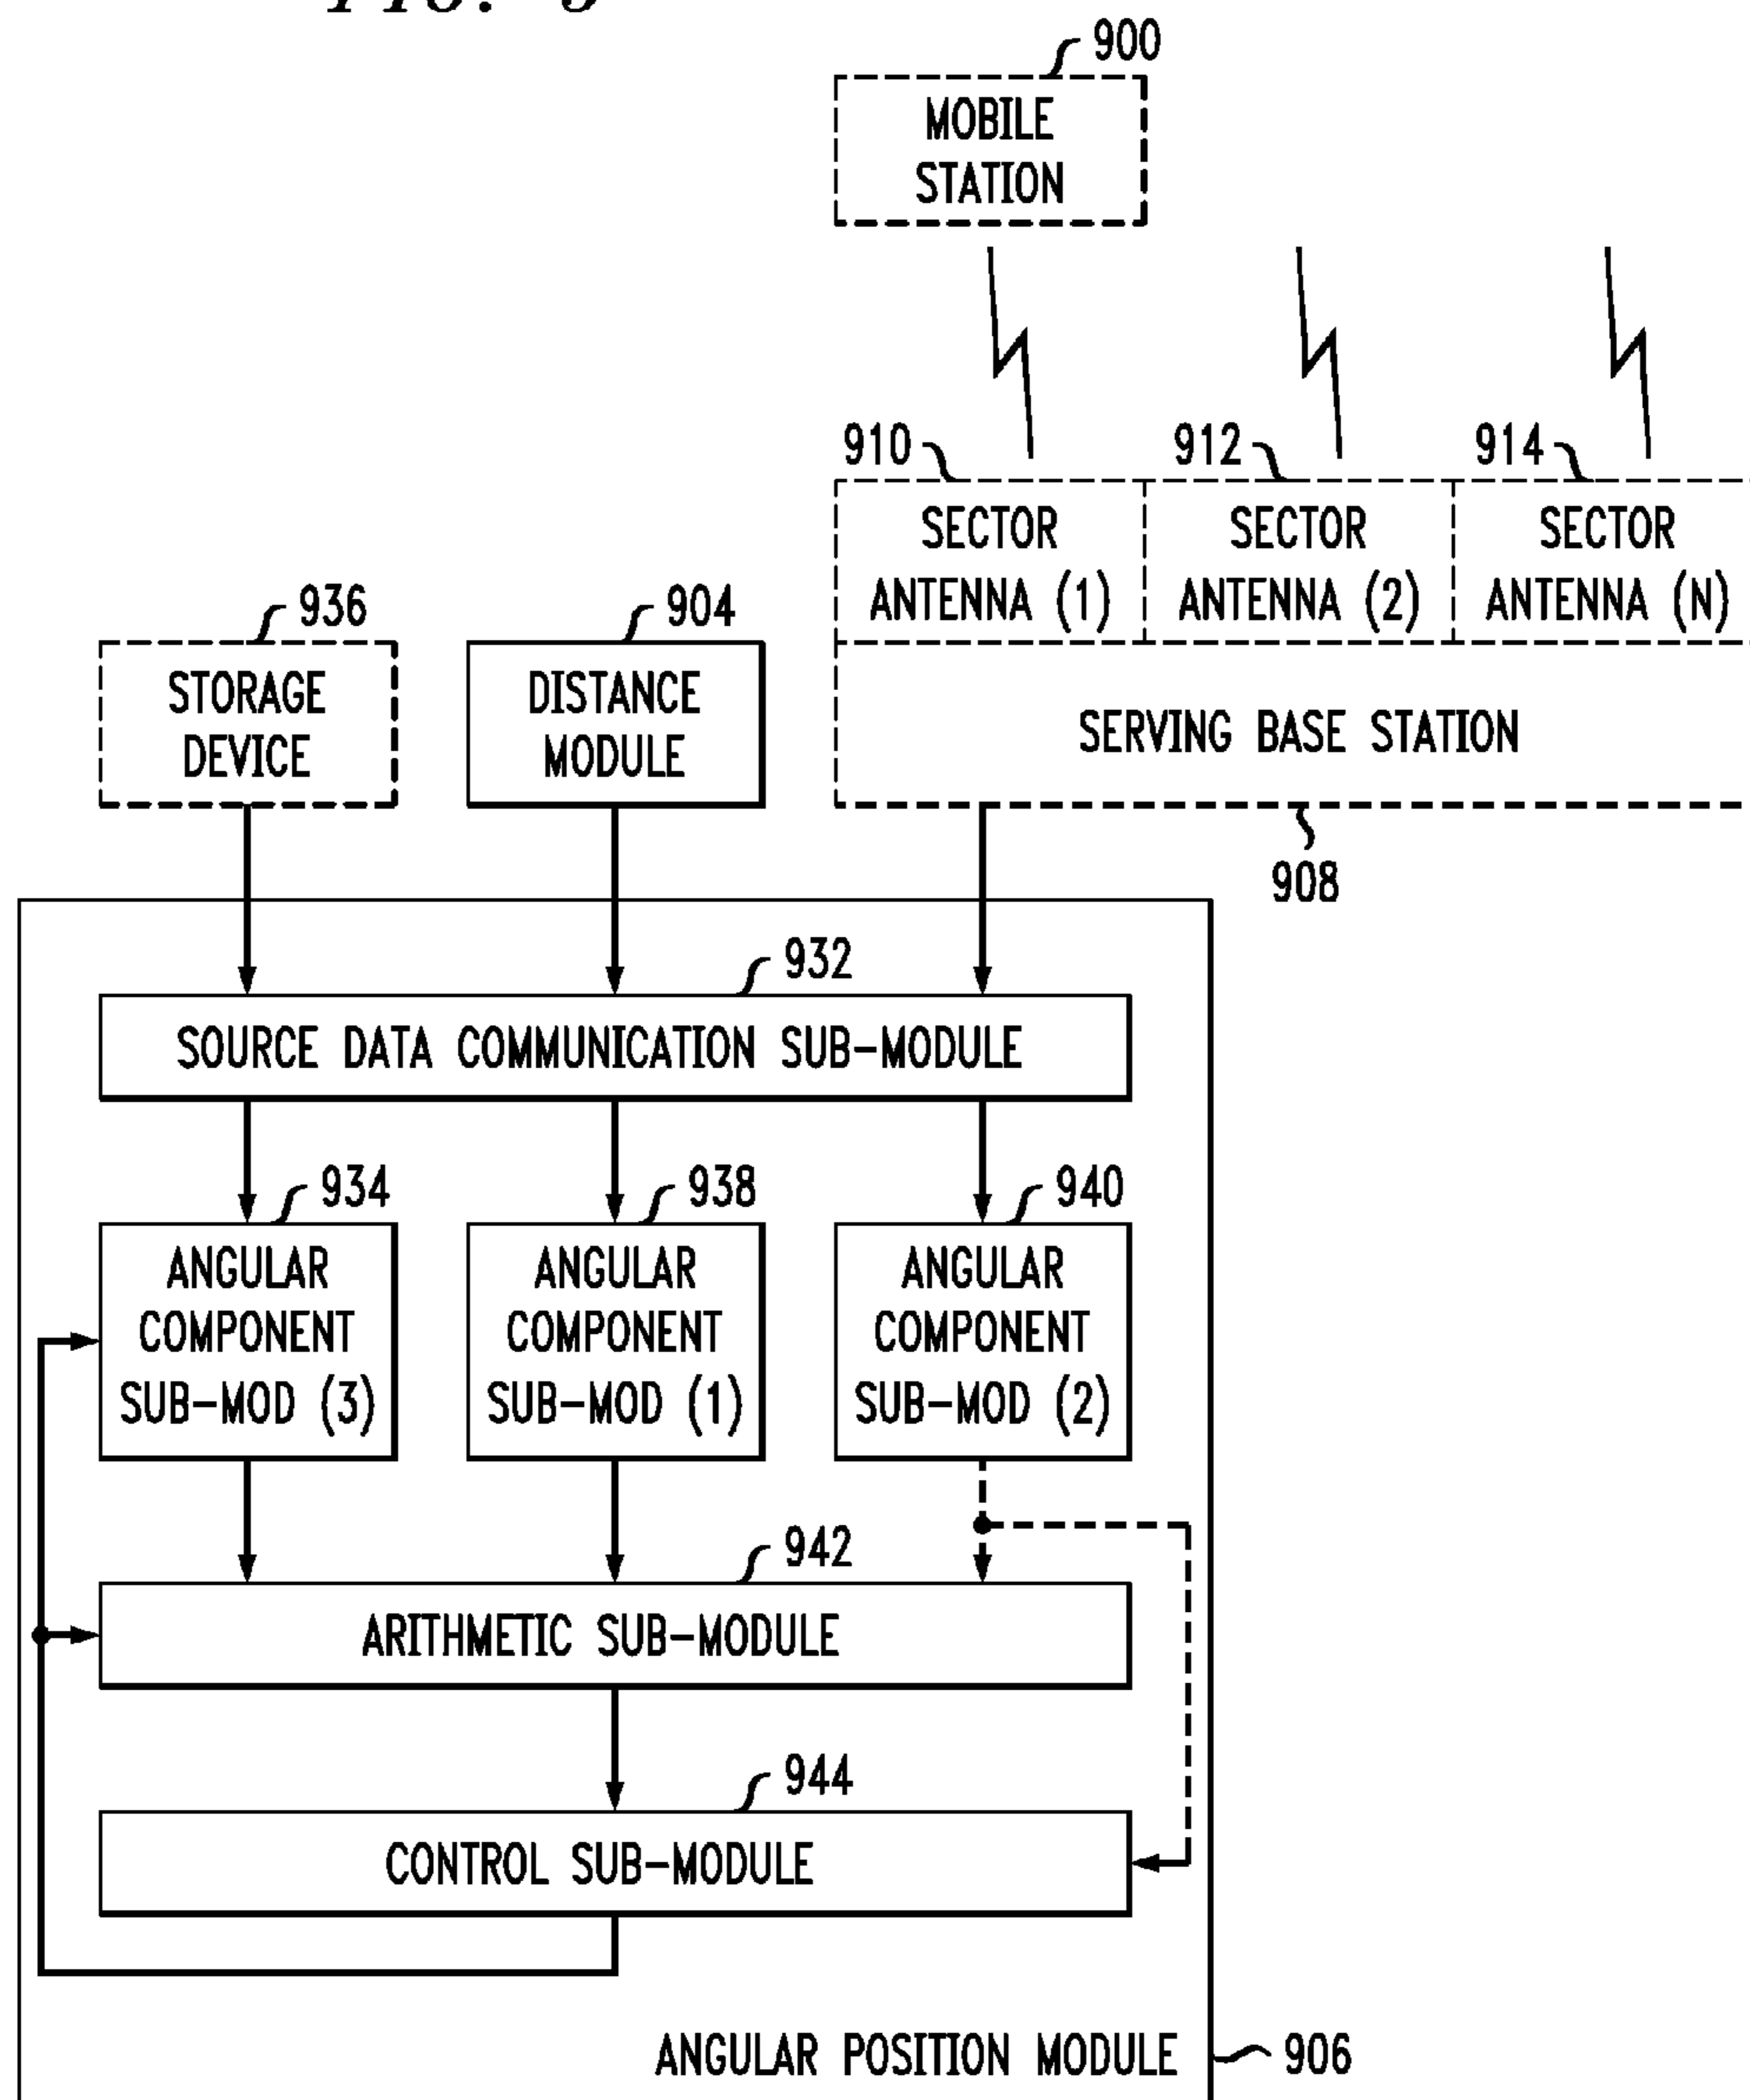 FIG. 9
900
MOBILE
STATION
910
912
914
SECTOR
ANTENNA (1)
SECTOR
ANTENNA (2)
SECTOR
ANTENNA (N)
936
904
STORAGE
DEVICE
DISTANCE
MODULE
SERVING BASE STATION
908
932
SOURCE DATA COMMUNICATION SUB-MODULE
934
938
940
ANGULAR
COMPONENT
SUB-MOD (3)
ANGULAR
COMPONENT
SUB-MOD (1)
ANGULAR
COMPONENT
SUB-MOD (2)
942
ARITHMETIC SUB-MODULE
944
CONTROL SUB-MODULE
ANGULAR POSITION MODULE
906